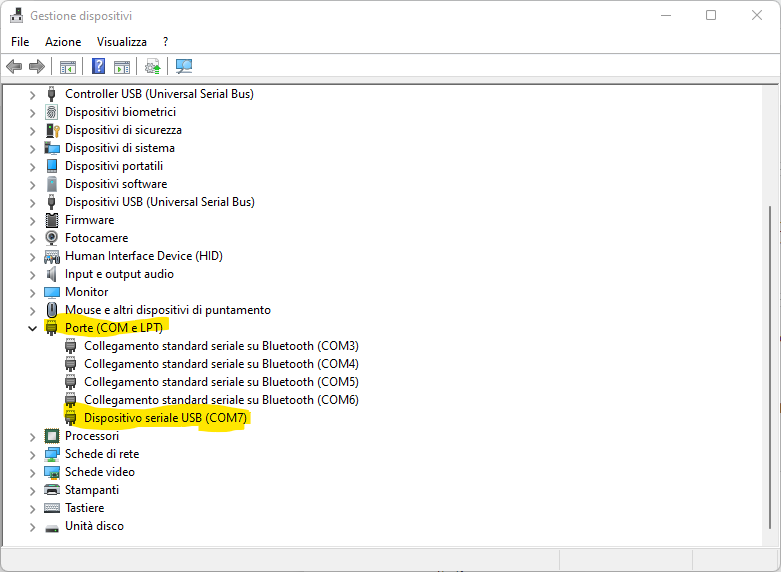 Gestione dispositivi
File Azione Visualizza ?
Controller USB (Universal Serial Bus)
Dispositivi biometrici
Dispositivi di sicurezza
Dispositivi di sistema
Dispositivi portatili
Dispositivi software
Dispositivi USB (Universal Serial Bus)
Firmware
Fotocamere
Human Interface Device (HID)
Input e output audio
Monitor
Mouse e altri dispositivi di puntamento
Porte (COM e LPT)
Collegamento standard seriale su Bluetooth (COM3)
Collegamento standard seriale su Bluetooth (COM4)
Collegamento standard seriale su Bluetooth (COM5)
Collegamento standard seriale su Bluetooth (COM6)
Dispositivo seriale USB (COM7)
Processori
Schede di rete
Schede video
Stampanti
Tastiere
Unità disco